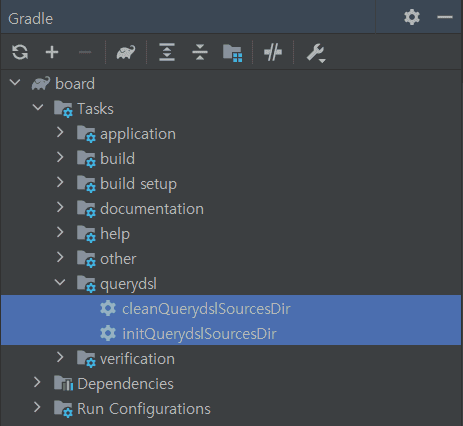 Gradle
board
Tasks
application
build
build setup
documentation
help
other
querydsl
cleanQuerydslSourcesDir
initQuerydslSourcesDir
verification
Dependencies
Run Configurations